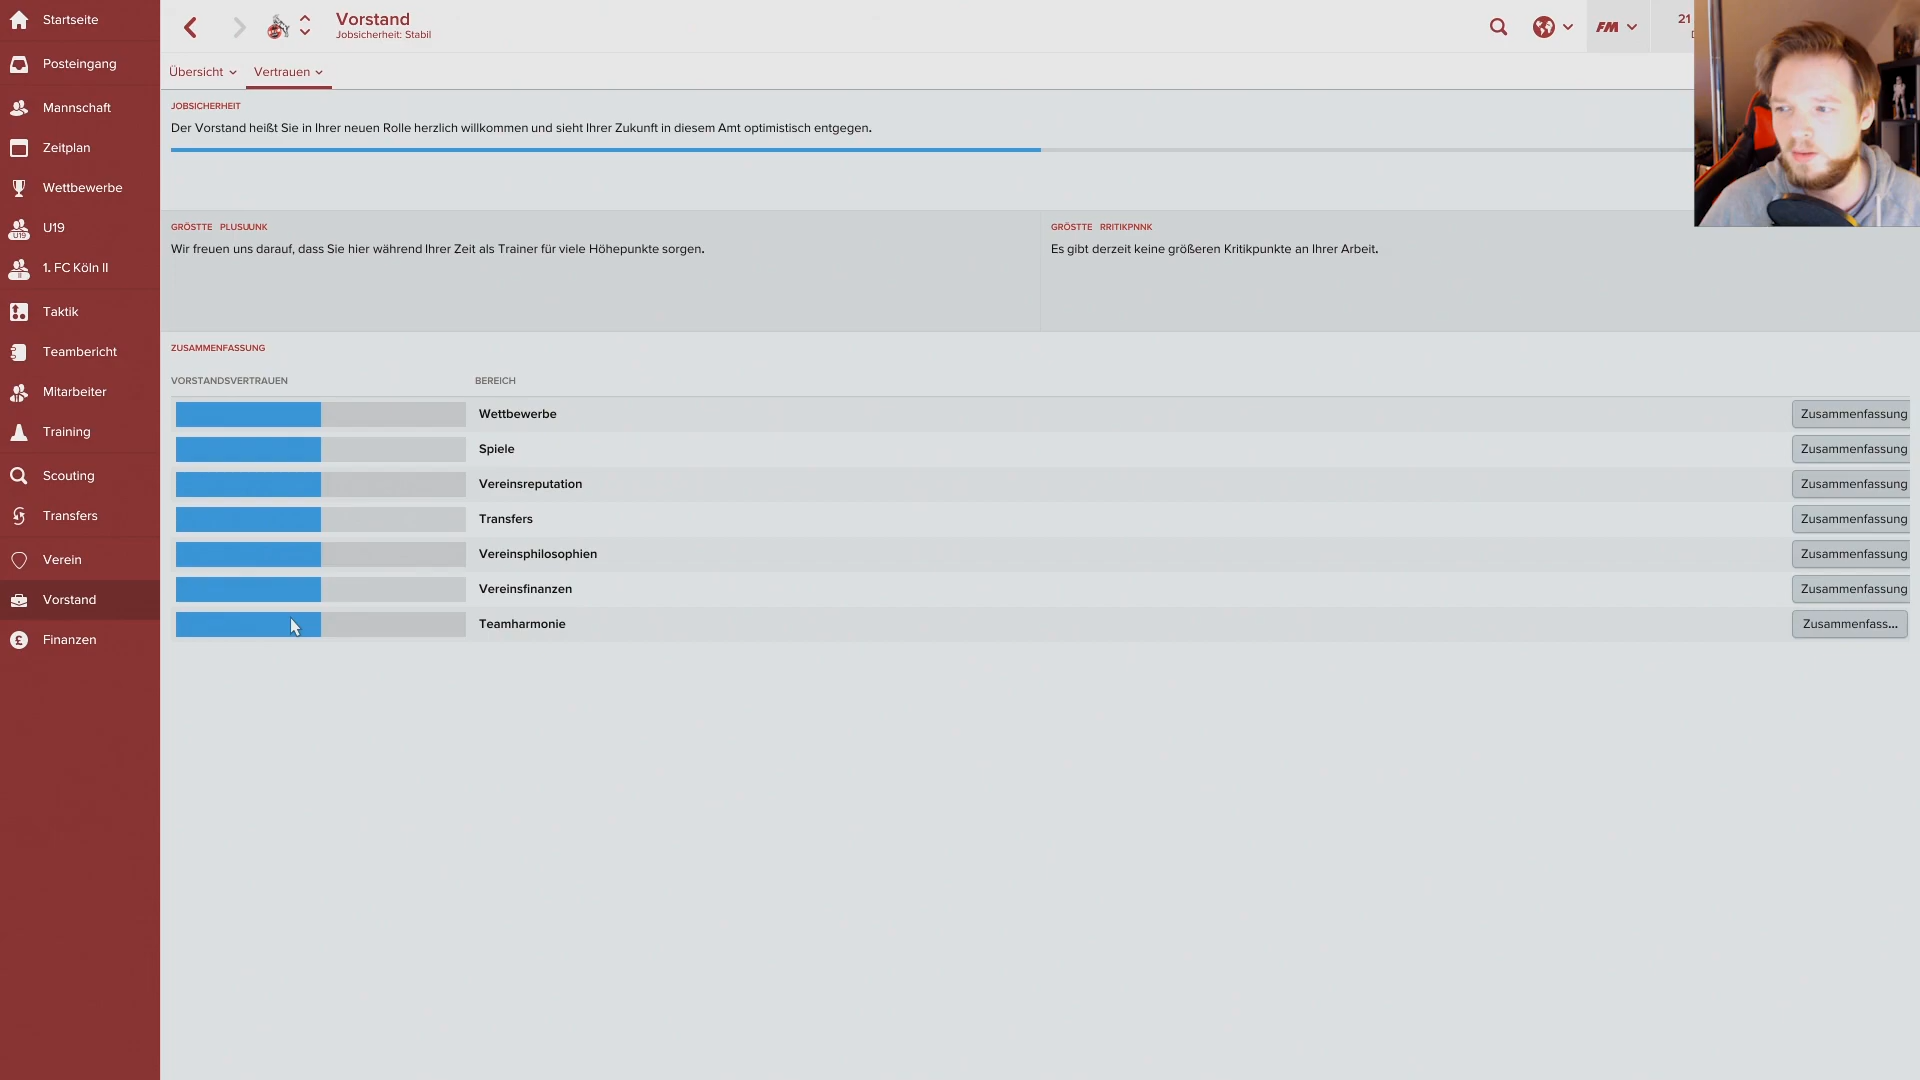 Startseite
Posteingang
Mannschaft
Zeitplan
Wettbewerbe
U19
1. FC Köln II
Taktik
Teambericht
Mitarbeiter
Training
Scouting
Transfers
Verein
Vorstand
Finanzen
Vorstand
Jobsicherheit: Stabil
FM
21
Übersicht
Vertrauen
JOBSICHERHEIT
Der Vorstand heißt Sie in Ihrer neuen Rolle herzlich willkommen und sieht Ihrer Zukunft in diesem Amt optimistisch entgegen.
GRÖSTTE PLUSUUNK
Wir freuen uns darauf, dass Sie hier während Ihrer Zeit als Trainer für viele Höhepunkte sorgen.
GRÖSTTE RRITIKPNNK
Es gibt derzeit keine größeren Kritikpunkte an Ihrer Arbeit.
ZUSAMMENFASSUNG
VORSTANDSVERTRAUEN BEREICH
Wettbewerbe Zusammenfassung
Spiele Zusammenfassung
Vereinsreputation Zusammenfassung
Transfers Zusammenfassung
Vereinsphilosophien Zusammenfassung
Vereinsfinanzen Zusammenfassung
Teamharmonie Zusammenfass...